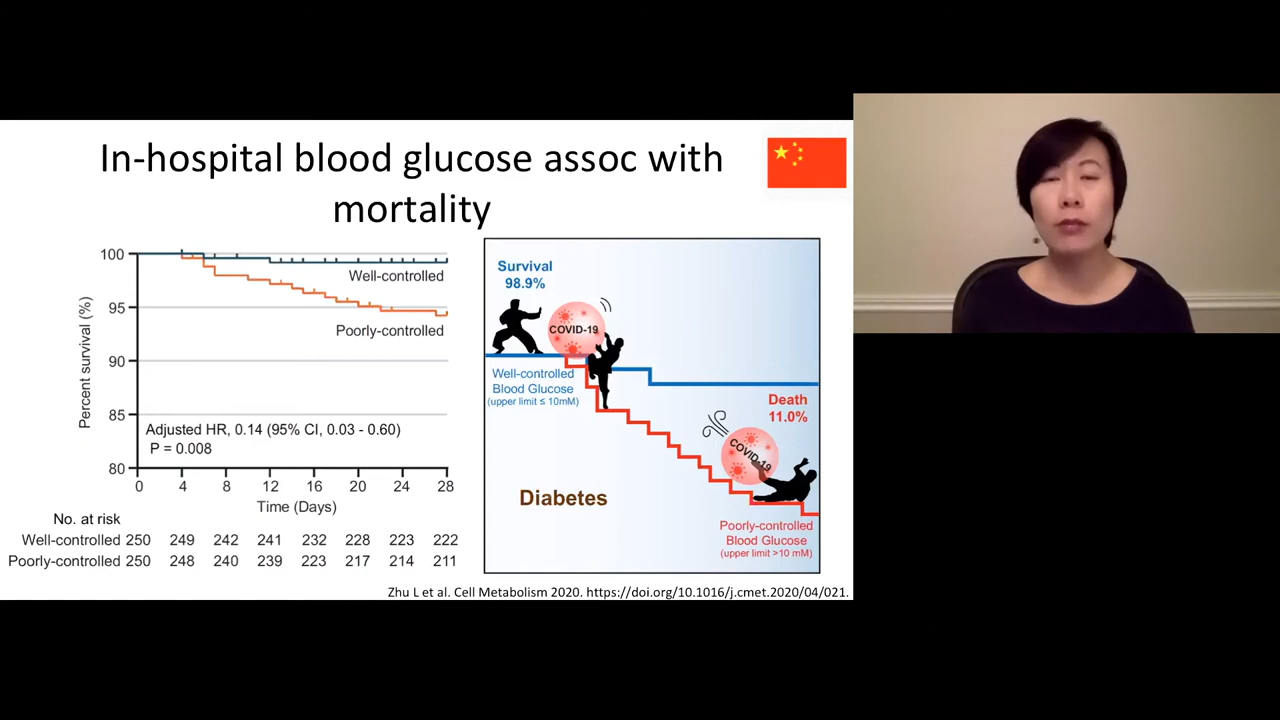 In-hospital blood glucose assoc with
mortality
100
95
90
85
80
Percent survival (%)
Well-controlled
Poorly-controlled
Adjusted HR, 0.14 (95% CI, 0.03 - 0.60)
P = 0.008
0 4 8 12 16 20 24 28
Time (Days)
No. at risk
Well-controlled 250 249 242 241 232 228 223 222
Poorly-controlled 250 248 240 239 223 217 214 211
Survival
98.9%
COVID-19
Well-controlled
Blood Glucose
(upper limit ≤ 10mM)
Death
11.0%
COVID-19
Diabetes
Poorly-controlled
Blood Glucose
(upper limit >10 mM)
Zhu L et al. Cell Metabolism 2020. https://doi.org/10.1016/j.cmet.2020/04/021.